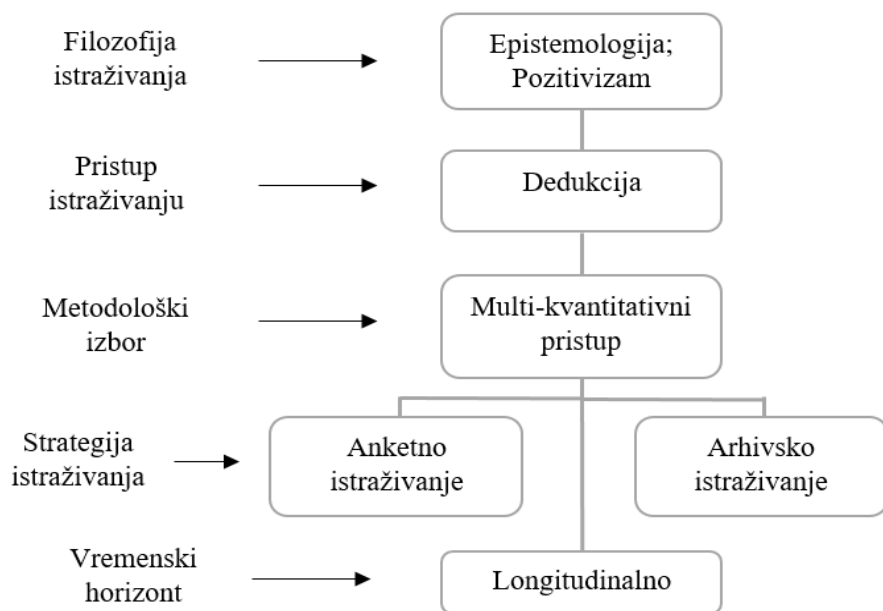 Filozofija
istraživanja
Epistemologija;
Pozitivizam
Pristup
istraživanju
Dedukcija
Metodološki
izbor
Multi-kvantitativni
pristup
Strategija
istraživanja
Anketno
istraživanje
Arhivsko
istraživanje
Vremenski
horizont
Longitudinalno